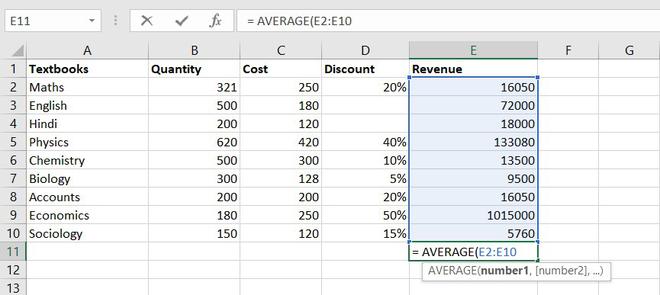 E11 fx = AVERAGE(E2:E10
A B C D E F G
1 Textbooks Quantity Cost Discount Revenue
2 Maths 321 250 20% 16050
3 English 500 180 72000
4 Hindi 200 120 18000
5 Physics 620 420 40% 133080
6 Chemistry 500 300 10% 13500
7 Biology 300 128 5% 9500
8 Accounts 200 200 20% 16050
9 Economics 180 250 50% 1015000
10 Sociology 150 120 15% 5760
11 = AVERAGE(E2:E10
12 AVERAGE(number1, [number2], ...)
13